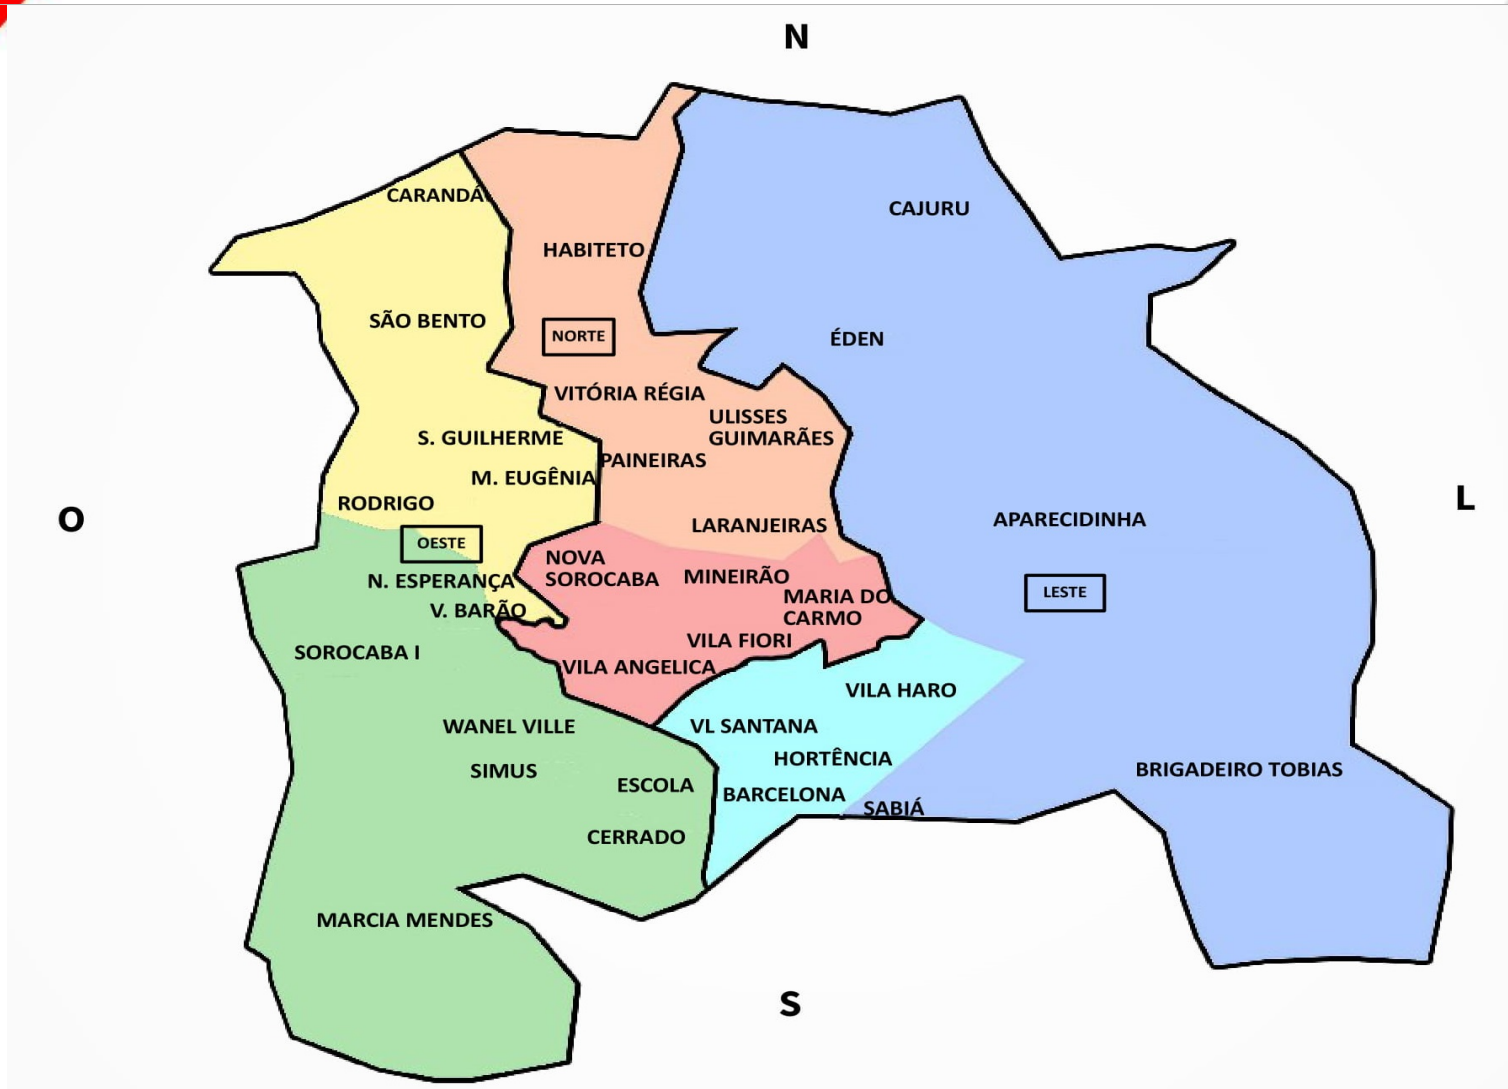 N
CARANDÁ
CAJURU
HABITETO
SÃO BENTO
NORTE
ÉDEN
VITÓRIA RÉGIA
ULISSES
GUIMARÃES
S. GUILHERME
PAINEIRAS
M. EUGÊNIA
RODRIGO
L
O
APARECIDINHA
LARANJEIRAS
OESTE
NOVA
SOROCABA
MINEIRÃO
N. ESPERANÇA
LESTE
MARIA DO
CARMO
V. BARÃO
VILA FIORI
SOROCABA I
VILA ANGELICA
VILA HARO
WANEL VILLE
VL SANTANA
HORTÊNCIA
SIMUS
BRIGADEIRO TOBIAS
ESCOLA
BARCELONA
SABIÁ
CERRADO
MARCIA MENDES
S